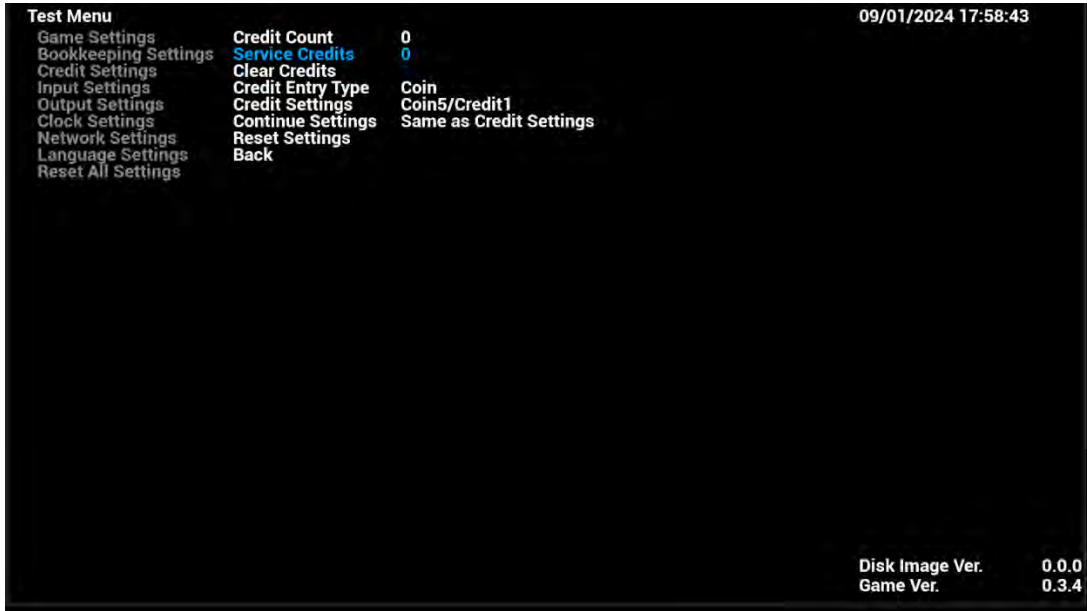 Test Menu 09/01/2024 17:58:43
Game Settings Credit Count 0
Bookkeeping Settings Service Credits 0
Credit Settings Clear Credits
Input Settings Credit Entry Type Coin
Output Settings Credit Settings Coin5/Credit1
Clock Settings Continue Settings Same as Credit Settings
Network Settings Reset Settings
Language Settings Back
Reset All Settings
Disk Image Ver. 0.0.0
Game Ver. 0.3.4